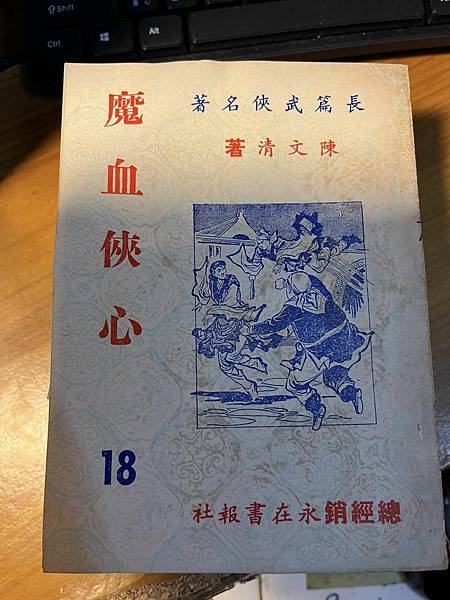 長篇武俠名著
陳文清著
魔血俠心
18
總經銷永在書報社
Shift
Ctrl
Alt